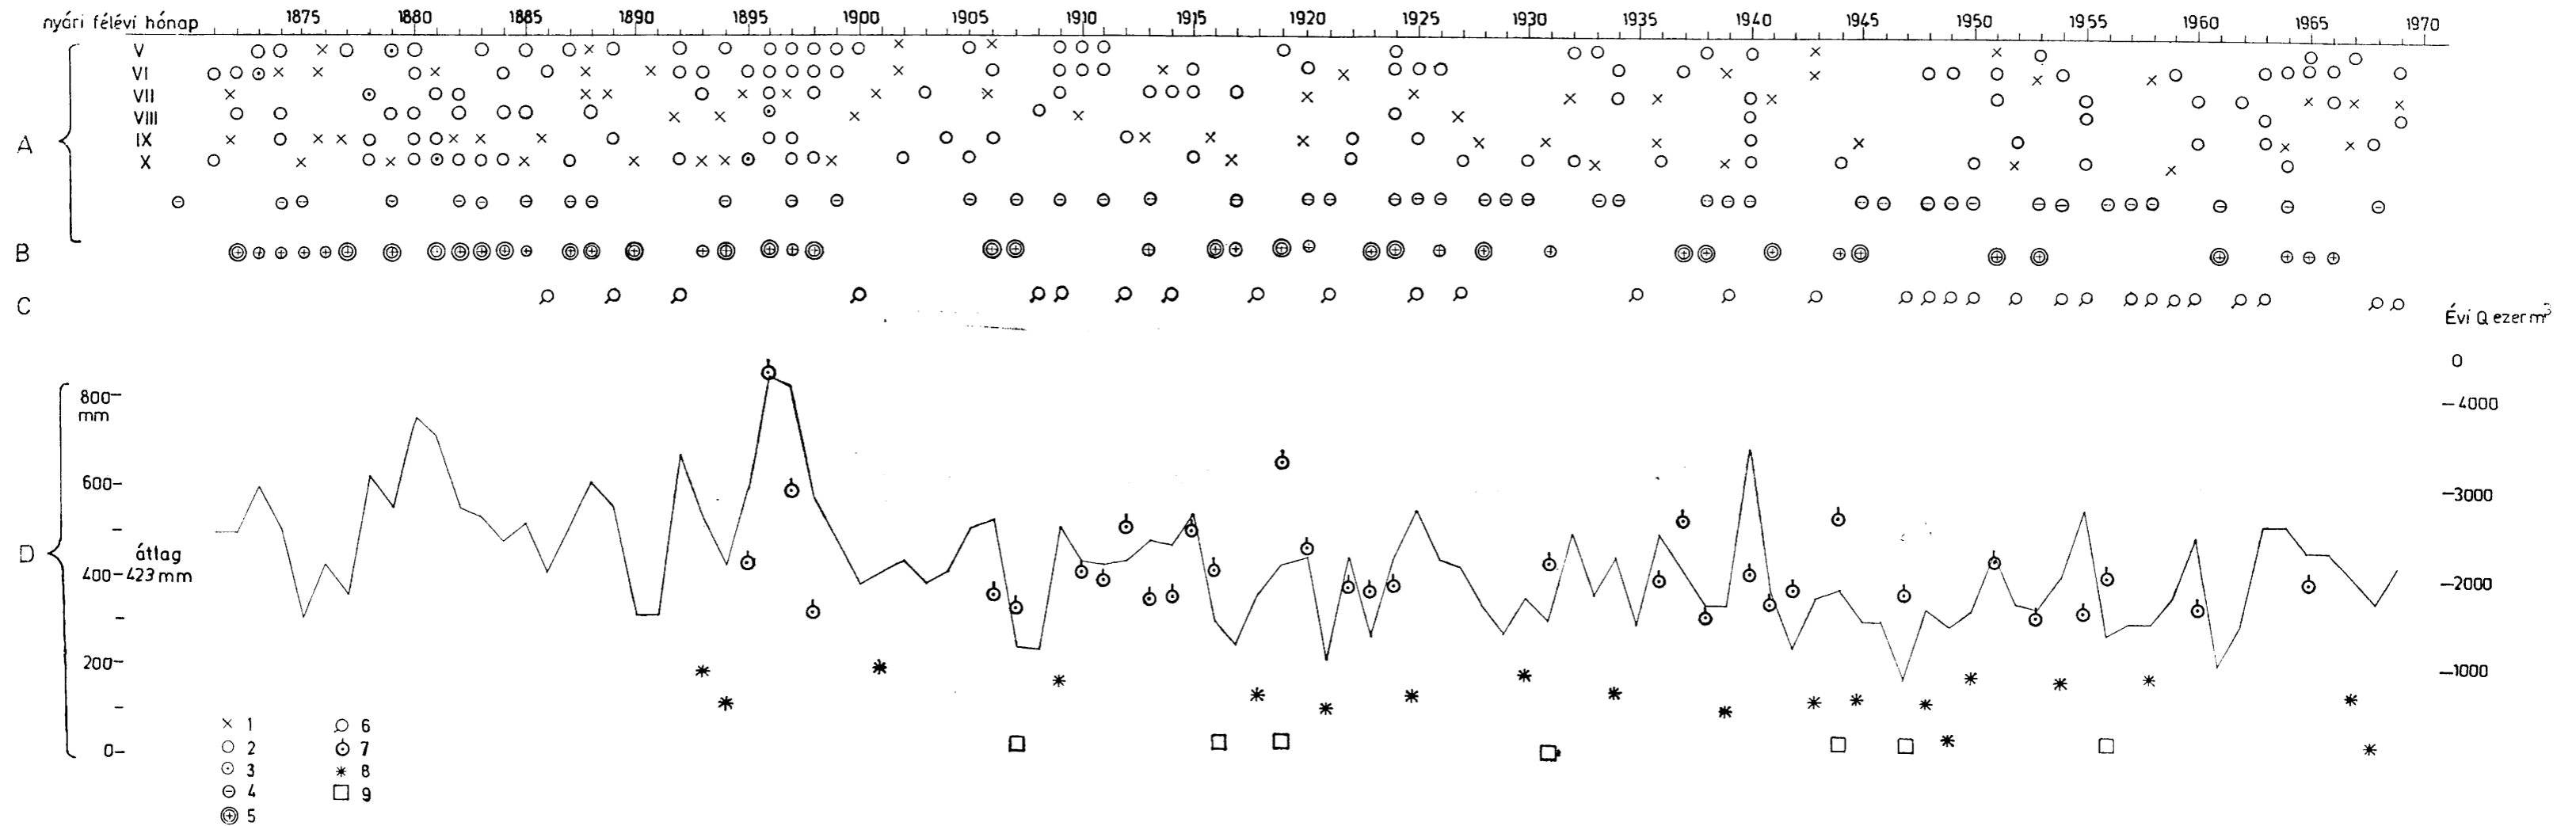 nyári félévi hónap 1875 1880 1885 1890 1895 1900 1905 1910 1915 1920 1925 1930 1935 1940 1945 1950 1955 1960 1965 1970
V
VI
VII
VIII
A IX
X
B
C
Évi Q ezer m³
0
800
mm
4000
600
3000
D átlag
400 423 mm
2000
200
1000
1 6
0
2 7
3 8
4 9
5